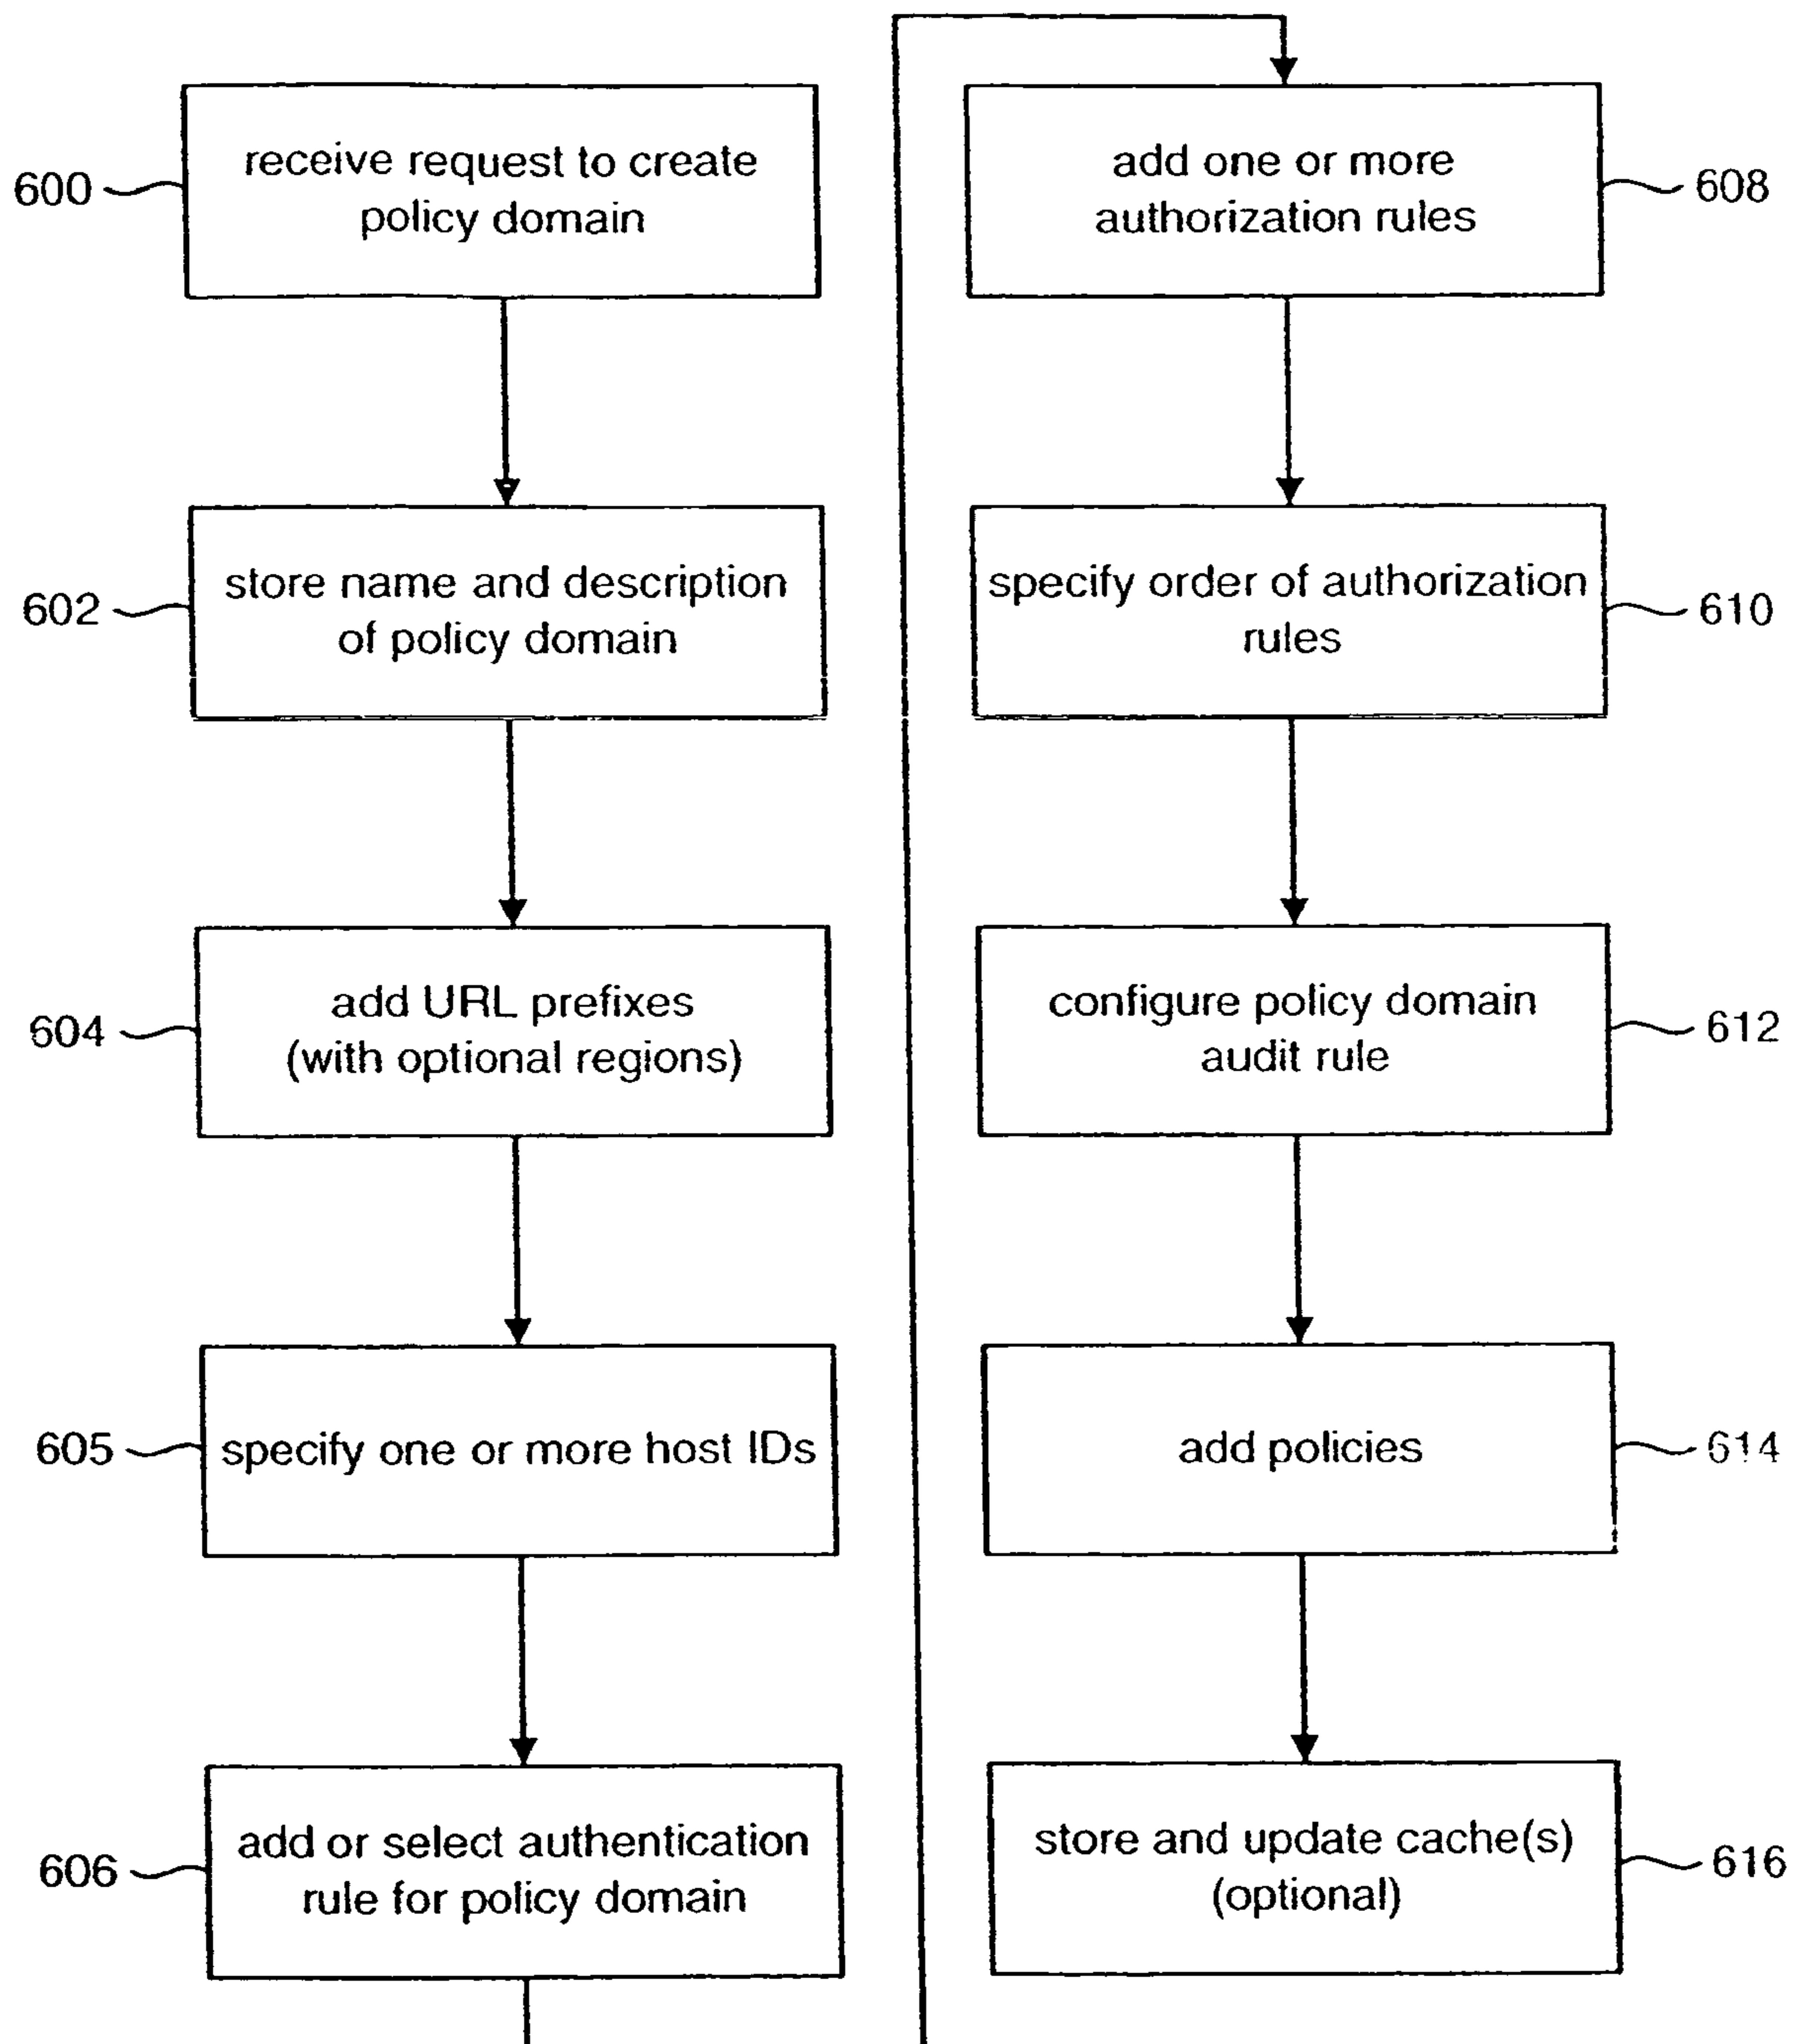 600
receive request to create
policy domain
602
store name and description
of policy domain
604
add URL prefixes
(with optional regions)
605
specify one or more host IDs
606
add or select authentication
rule for policy domain
add one or more
authorization rules
608
specify order of authorization
rules
610
configure policy domain
audit rule
612
add policies
614
store and update cache(s)
(optional)
616